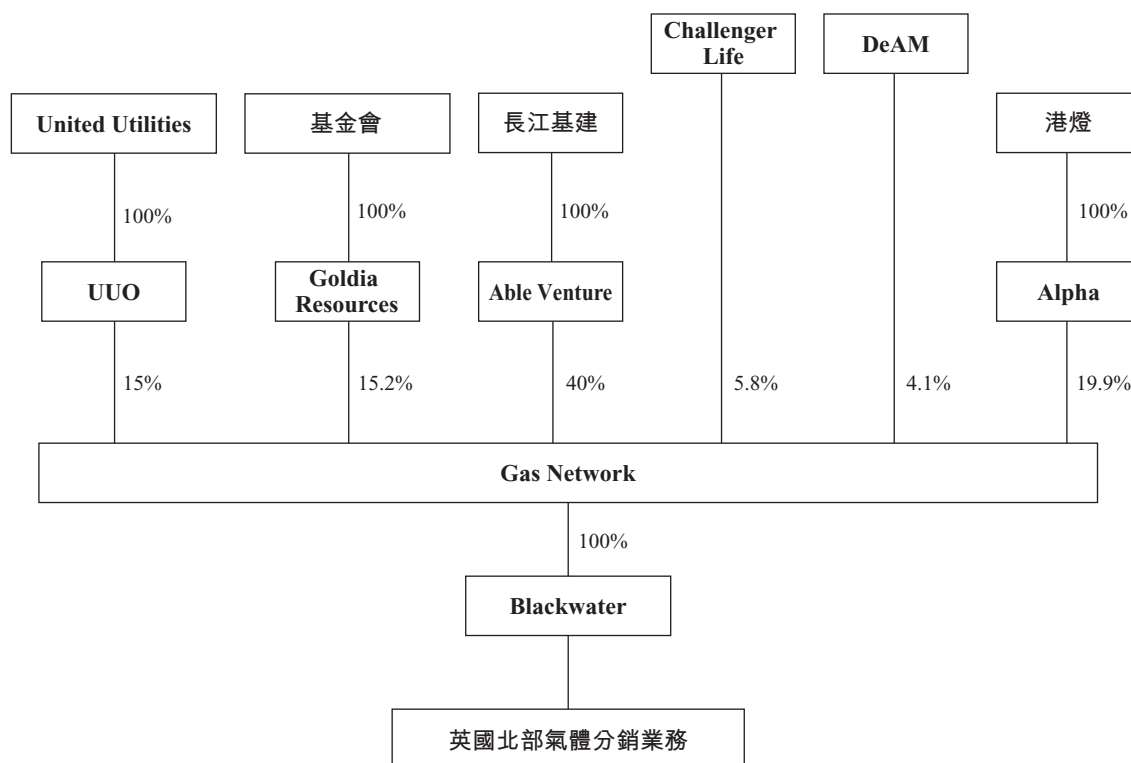 Challenger
Life
DeAM
United Utilities
基金會
長江基建
港燈
100%
100%
100%
100%
UUO
Goldia
Resources
Able Venture
Alpha
15%
15.2%
40%
5.8%
4.1%
19.9%
Gas Network
100%
Blackwater
英國北部氣體分銷業務